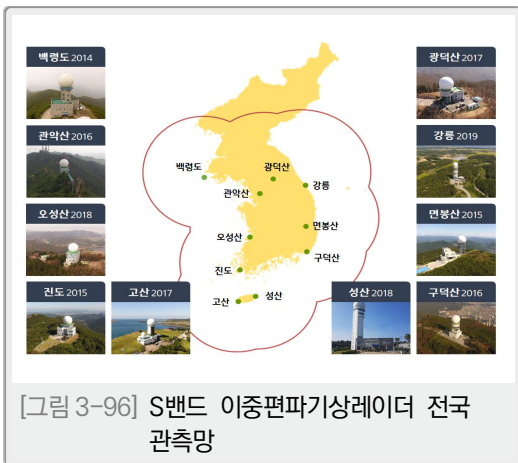 백령도 2014
광덕산 2017
관악산 2016
강릉 2019
백령도
광덕산
관악산
강릉
오성산 2018
면봉산 2015
오성산
면봉산
구덕산
진도
진도 2015
고산 2017
고산
성산
성산 2018
구덕산 2016
[그림 3-96] S밴드 이중편파기상레이더 전국
관측망